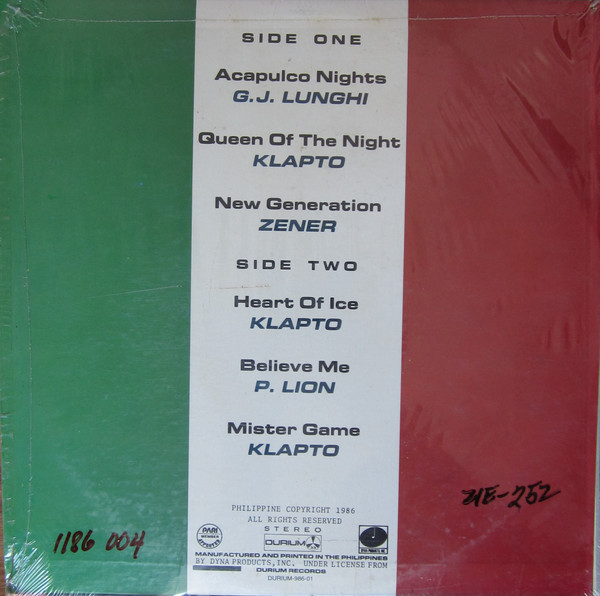 SIDE ONE
Acapulco Nights
G.J. LUNGHI
Queen Of The Night
KLAPTO
New Generation
ZENER
SIDE TWO
Heart Of Ice
KLAPTO
Believe Me
P. LION
Mister Game
KLAPTO
PHILIPPINE COPYRIGHT 1986
ALL RIGHTS RESERVED
STEREO
PARI
MEMBER
DURIUM
MANUFACTURED AND PRINTED IN THE PHILIPPINES
BY DYNA PRODUCTS, INC. UNDER LICENSE FROM
DURIUM RECORDS
DURIUM-986-01
1186 004